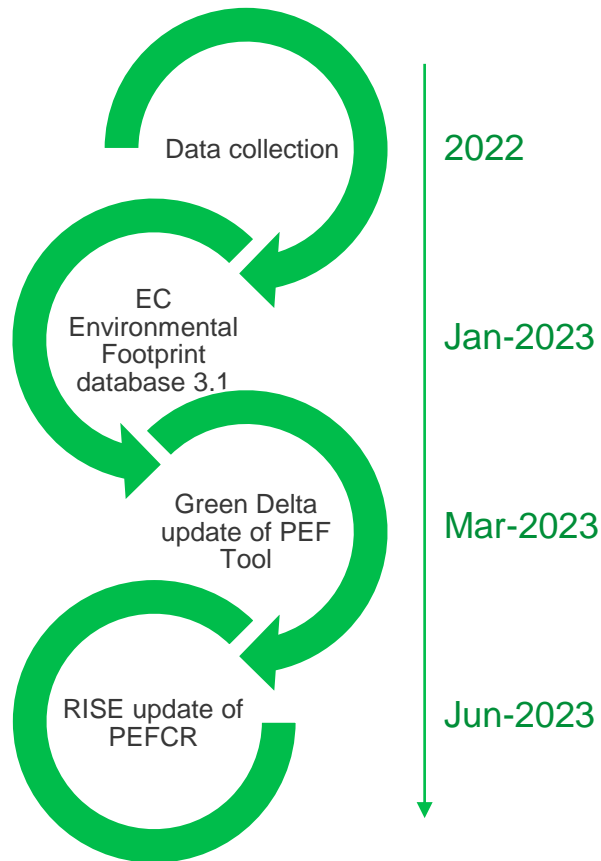 Data collection
2022
EC
Environmental
Footprint
database 3.1
Jan-2023
Green Delta
update of PEF
Tool
Mar-2023
RISE update of
PEFCR
Jun-2023